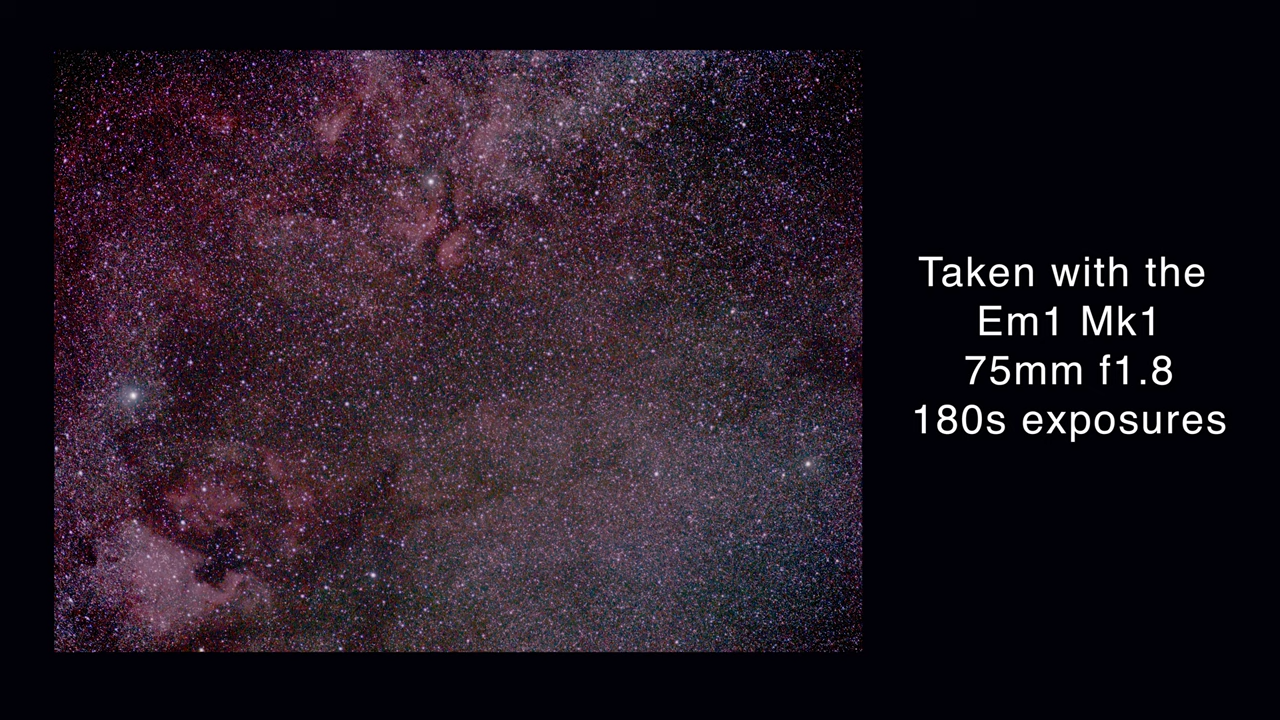 Taken with the
Em1 Mk1
75mm f1.8
180s exposures